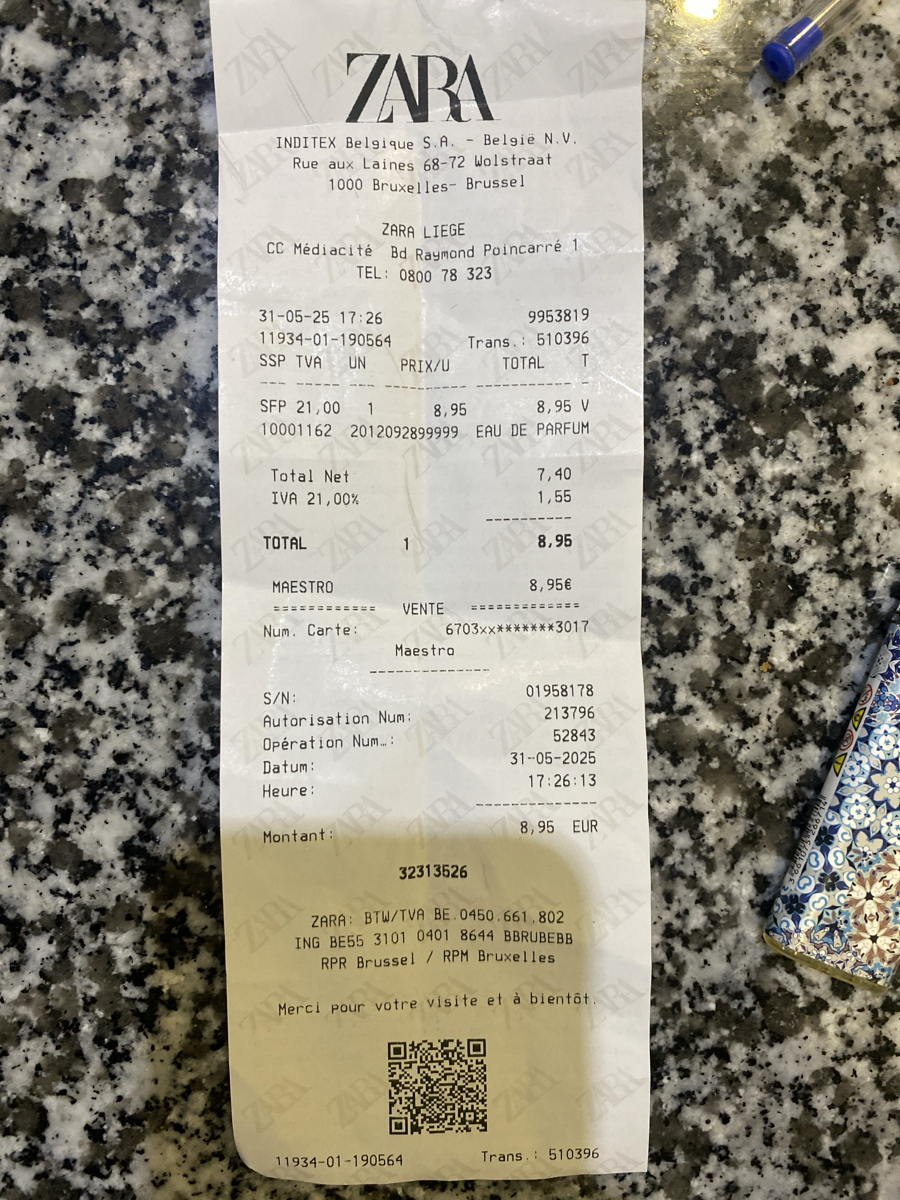 ZARA
INDITEX Belgique S.A. - België N.V.
Rue aux Laines 68-72 Wolstraat
1000 Bruxelles- Brussel
ZARA LIEGE
CC Médiacité Bd Raymond Poincarré 1
TEL: 0800 78 323
31-05-25 17:26 9953819
11934-01-190564 Trans.: 510396
SSP TVA UN PRIX/U TOTAL T
--- ----- --- ---------- ------------ -
SFP 21,00 1 8,95 8,95 V
10001162 2012092899999 EAU DE PARFUM
Total Net 7,40
IVA 21,00% 1,55
----------
TOTAL 1 8,95
MAESTRO 8,95€
============ VENTE ============
Num. Carte: 6703xx*******3017
Maestro
--------------
S/N: 01958178
Autorisation Num: 213796
Opération Num…: 52843
Datum: 31-05-2025
Heure: 17:26:13
--------------
Montant: 8,95 EUR
32313526
ZARA: BTW/TVA BE.0450.661.802
ING BE55 3101 0401 8644 BBRUBEBB
RPR Brussel / RPM Bruxelles
Merci pour votre visite et à bientôt.
11934-01-190564 Trans.: 510396